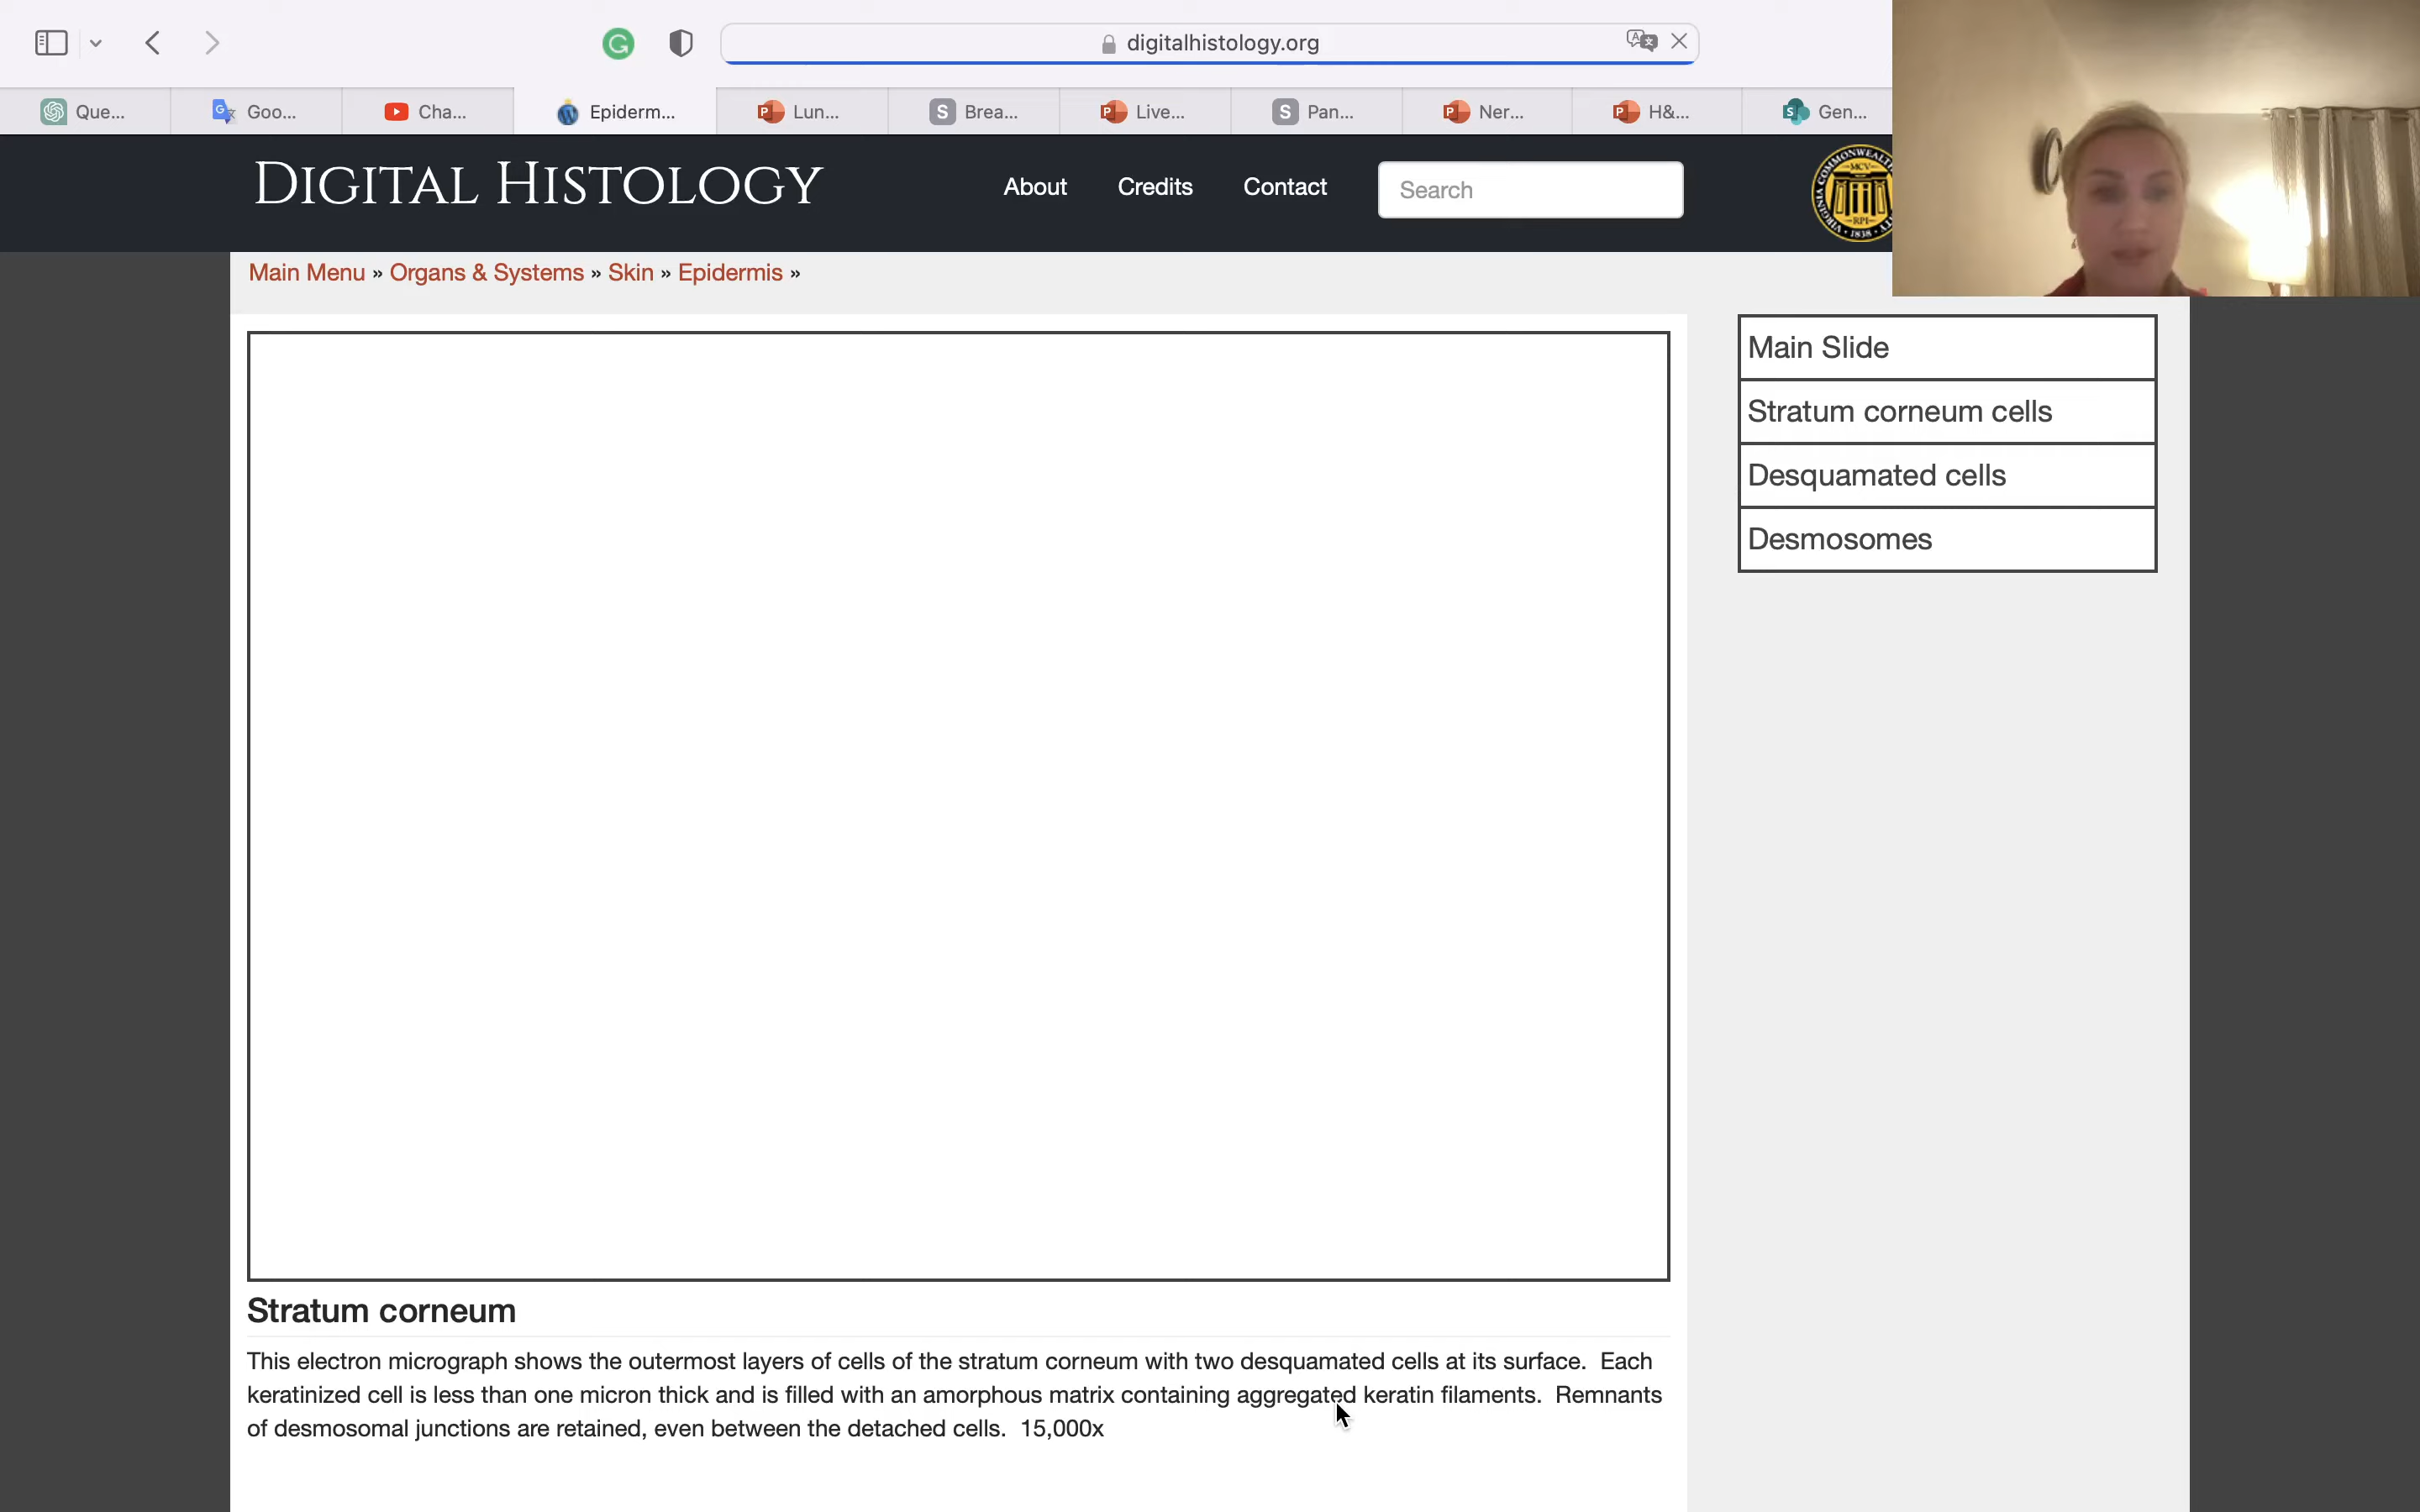 digitalhistology.org
Que...
Goo...
Cha...
Epiderm...
Lun...
Brea...
Live...
Pan...
Ner...
H&...
Gen...
DIGITAL HISTOLOGY
About
Credits
Contact
Search
Main Menu » Organs & Systems » Skin » Epidermis »
Main Slide
Stratum corneum cells
Desquamated cells
Desmosomes
Stratum corneum
This electron micrograph shows the outermost layers of cells of the stratum corneum with two desquamated cells at its surface. Each
keratinized cell is less than one micron thick and is filled with an amorphous matrix containing aggregated keratin filaments. Remnants
of desmosomal junctions are retained, even between the detached cells. 15,000x